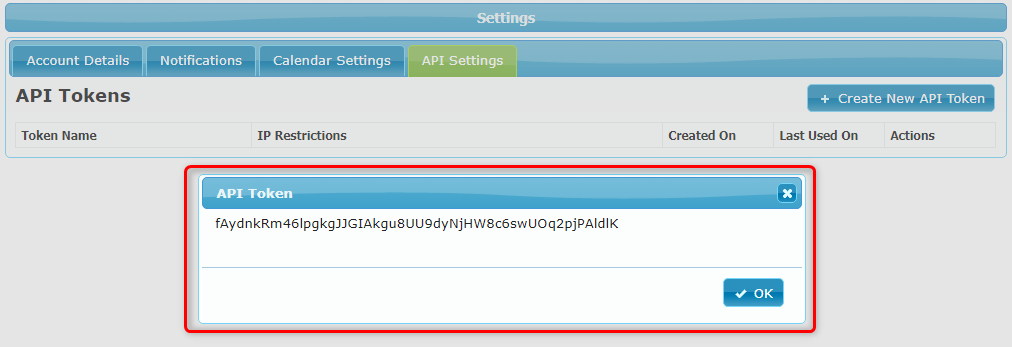 Settings
Account Details Notifications Calendar Settings API Settings
API Tokens
+ Create New API Token
Token Name IP Restrictions Created On Last Used On Actions
API Token
fAydnkRm46lpgkgJJGIAkgu8UU9dyNjHW8c6swUOq2pjPAldlK
OK